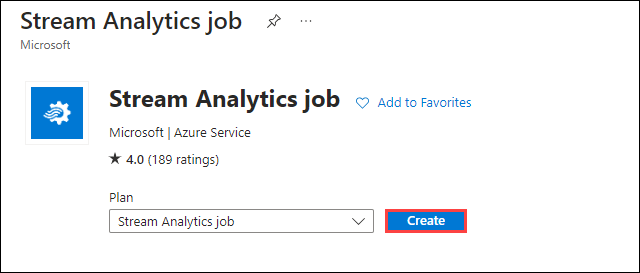 Stream Analytics job
Microsoft
Stream Analytics job
Add to Favorites
Microsoft | Azure Service
★ 4.0 (189 ratings)
Plan
Stream Analytics job
Create